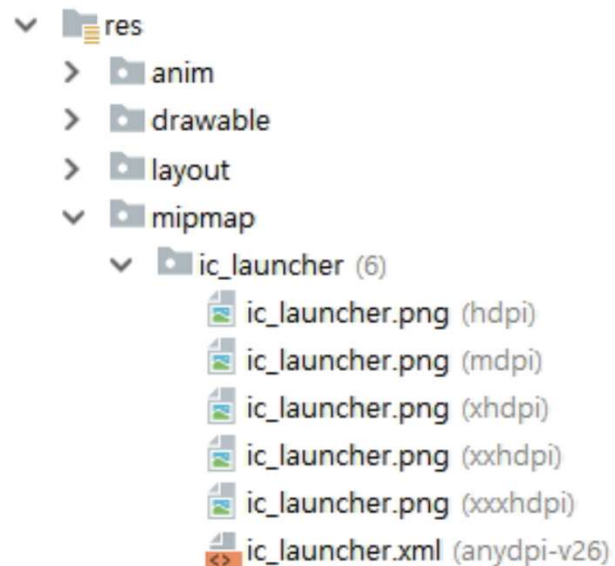 res
anim
drawable
layout
mipmap
ic_launcher (6)
ic_launcher.png (hdpi)
ic_launcher.png (mdpi)
ic_launcher.png (xhdpi)
ic_launcher.png (xxhdpi)
ic_launcher.png (xxxhdpi)
ic_launcher.xml (anydpi-v26)